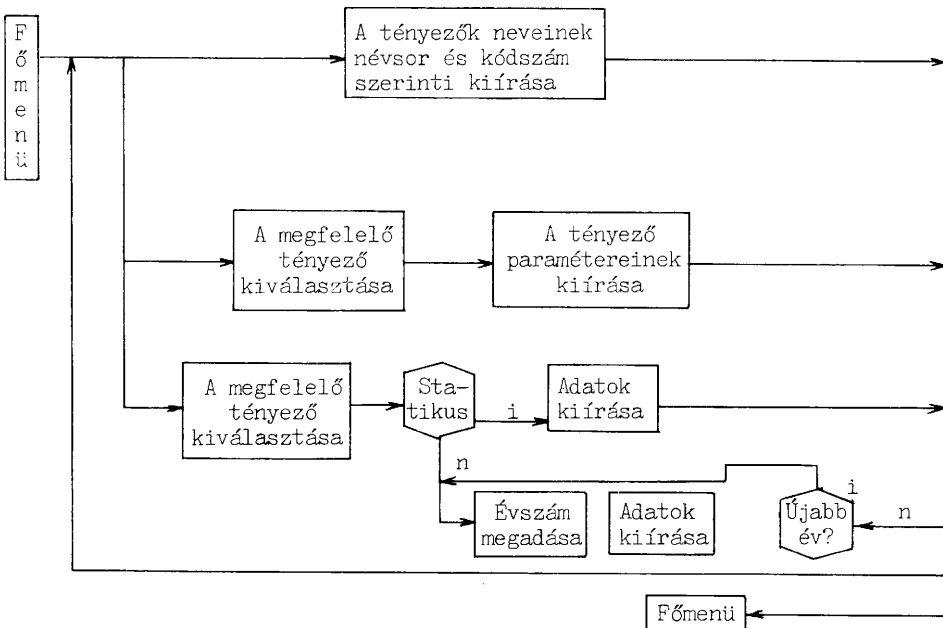 Főmenü
A tényezők neveinek
névsor és kódszám
szerinti kiírása
A megfelelő
tényező
kiválasztása
A tényező
paramétereinek
kiírása
A megfelelő
tényező
kiválasztása
Sta-
tikus
i
Adatok
kiírása
n
Évszám
megadása
Adatok
kiírása
Újabb
év?
i
n
Főmenü